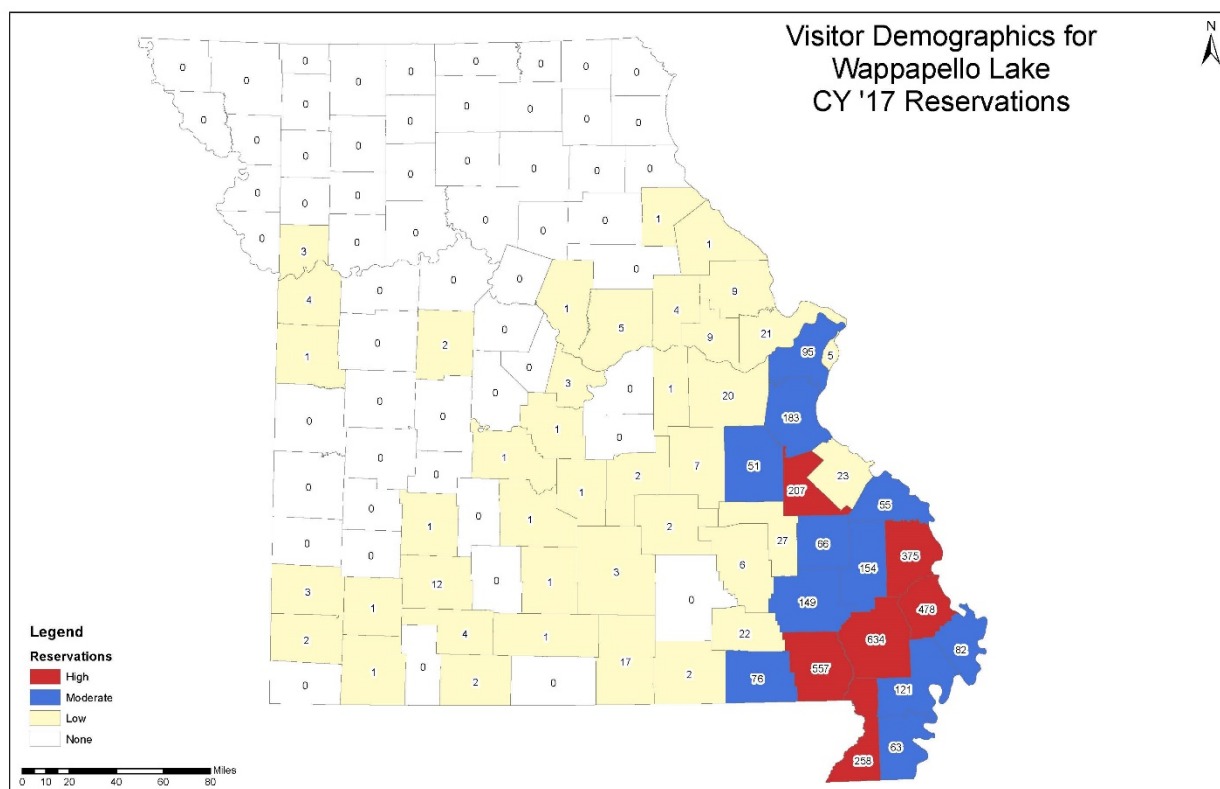 Visitor Demographics for
Wappapello Lake
CY '17 Reservations
N
0 0 0 0 0 0 0 0 0
0 0 0 0 0 0
0 0 0 0 0 0 0 0
0 0 0 0 0
0 0 0 0 0 1
3 0 0 0 1
4 0 0 0 1 5 4 9
1 0 2 0 0 9 21 95 5
0 0 0 0 3 0 1 20 183
0 0 0 1 1 0 2 7 51 207 23
0 0 1 0 1 1 2 27 66 55
3 1 12 0 1 3 6 154 375
2 1 4 1 0 22 149 634 478
0 1 0 2 0 17 2 76 557 82
121
258 63
Legend
Reservations
High
Moderate
Low
None
Miles
0 10 20 40 60 80